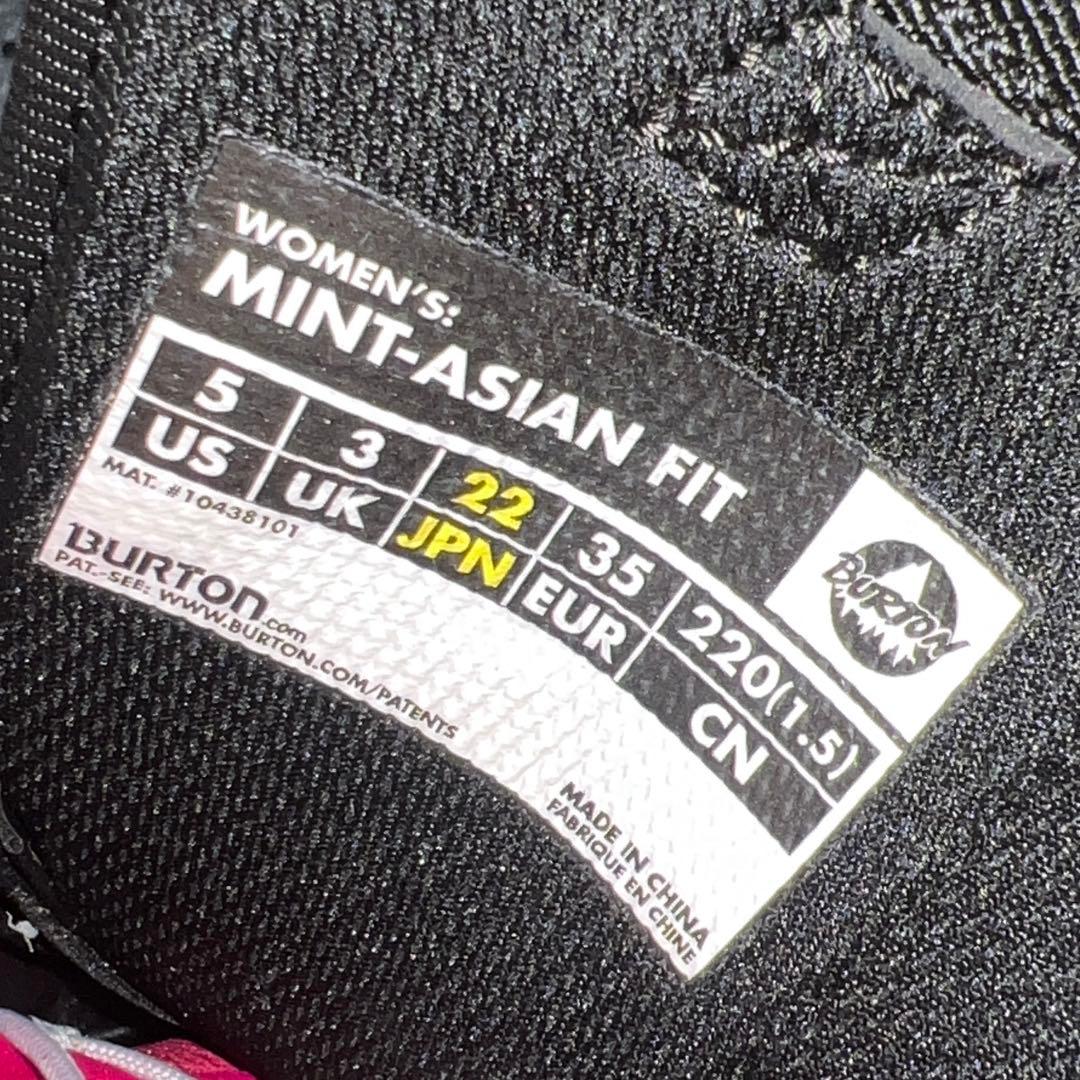 WOMEN'S:
MINT-ASIAN FIT
5 3 22 35 220(1.5)
US UK JPN EUR CN
MAT. #10438101
BURTON.com
PAT.-SEE: WWW.BURTON.COM/PATENTS
BURTON
MADE IN CHINA
FABRIQUE EN CHINE